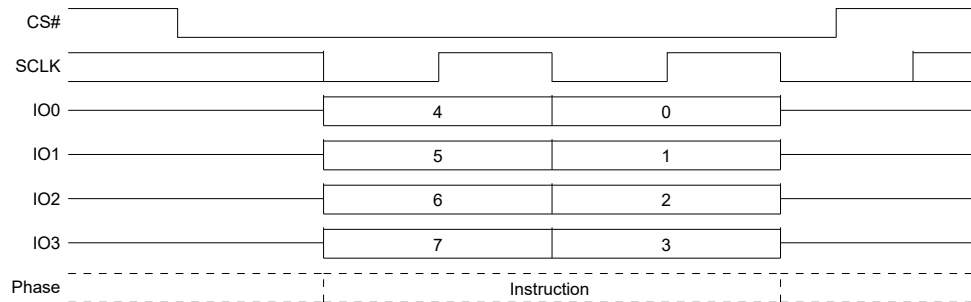 CS#
SCLK
IO0 4 0
IO1 5 1
IO2 6 2
IO3 7 3
Phase Instruction